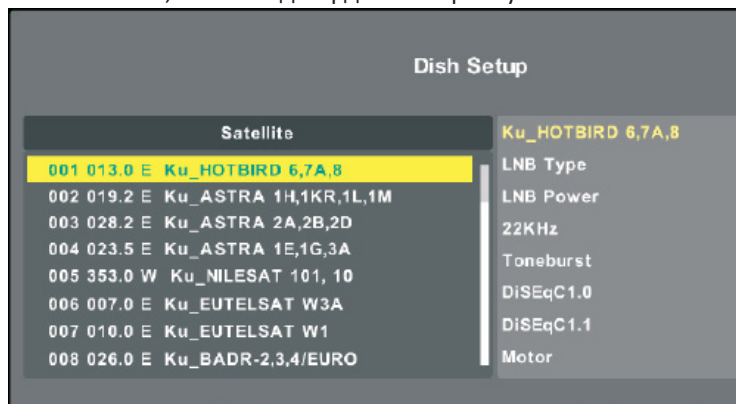 Dish Setup
Satellite
001 013.0 E Ku_HOTBIRD 6,7A,8
002 019.2 E Ku_ASTRA 1H,1KR,1L,1M
003 028.2 E Ku_ASTRA 2A,2B,2D
004 023.5 E Ku_ASTRA 1E,1G,3A
005 353.0 W Ku_NILESAT 101, 10
006 007.0 E Ku_EUTELSAT W3A
007 010.0 E Ku_EUTELSAT W1
008 026.0 E Ku_BADR-2,3,4/EURO
Ku_HOTBIRD 6,7A,8
LNB Type
LNB Power
22KHz
Toneburst
DiSEqC1.0
DiSEqC1.1
Motor